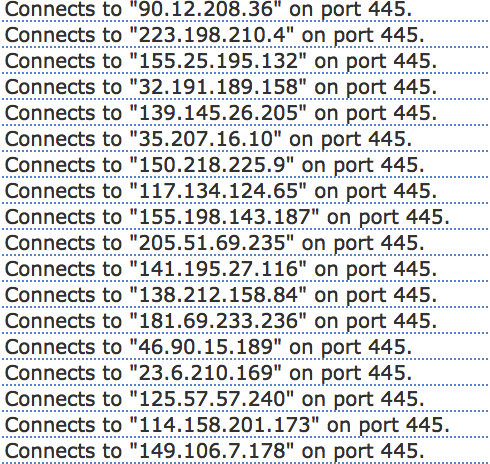 Connects to "90.12.208.36" on port 445.
Connects to "223.198.210.4" on port 445.
Connects to "155.25.195.132" on port 445.
Connects to "32.191.189.158" on port 445.
Connects to "139.145.26.205" on port 445.
Connects to "35.207.16.10" on port 445.
Connects to "150.218.225.9" on port 445.
Connects to "117.134.124.65" on port 445.
Connects to "155.198.143.187" on port 445.
Connects to "205.51.69.235" on port 445.
Connects to "141.195.27.116" on port 445.
Connects to "138.212.158.84" on port 445.
Connects to "181.69.233.236" on port 445.
Connects to "46.90.15.189" on port 445.
Connects to "23.6.210.169" on port 445.
Connects to "125.57.57.240" on port 445.
Connects to "114.158.201.173" on port 445.
Connects to "149.106.7.178" on port 445.